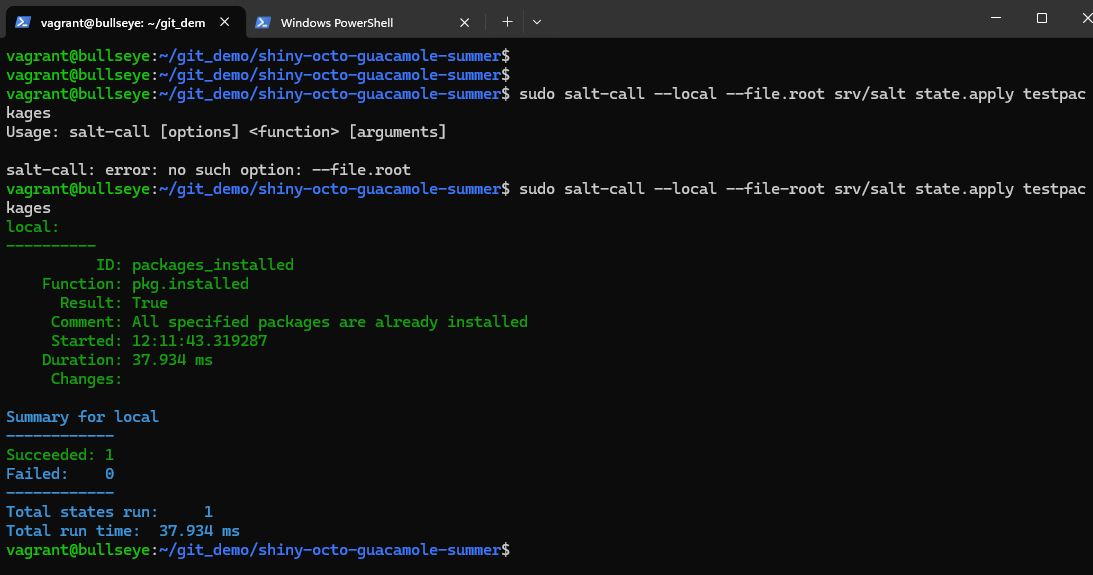 vagrant@bullseye: ~/git_dem
Windows PowerShell
vagrant@bullseye:~/git_demo/shiny-octo-guacamole-summer$
vagrant@bullseye:~/git_demo/shiny-octo-guacamole-summer$
vagrant@bullseye:~/git_demo/shiny-octo-guacamole-summer$ sudo salt-call --local --file.root srv/salt state.apply testpac
kages
Usage: salt-call [options] <function> [arguments]
salt-call: error: no such option: --file.root
vagrant@bullseye:~/git_demo/shiny-octo-guacamole-summer$ sudo salt-call --local --file-root srv/salt state.apply testpac
kages
local:
----------
ID: packages_installed
Function: pkg.installed
Result: True
Comment: All specified packages are already installed
Started: 12:11:43.319287
Duration: 37.934 ms
Changes:
Summary for local
------------
Succeeded: 1
Failed:    0
------------
Total states run:     1
Total run time:  37.934 ms
vagrant@bullseye:~/git_demo/shiny-octo-guacamole-summer$